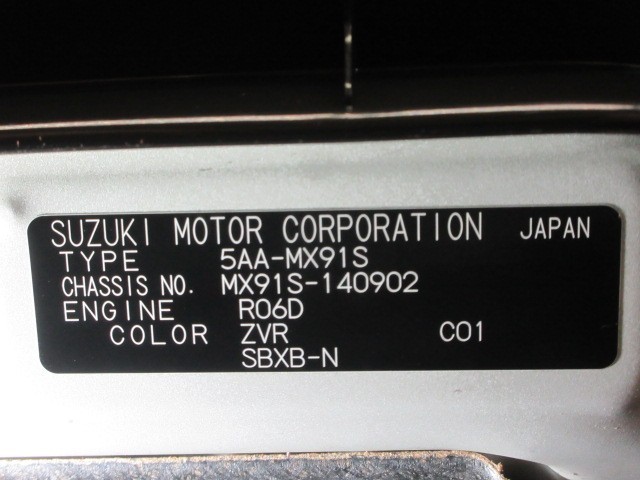 SUZUKI MOTOR CORPORATION JAPAN
TYPE 5AA-MX91S
CHASSIS NO. MX91S-140902
ENGINE R06D
COLOR ZVR C01
SBXB-N